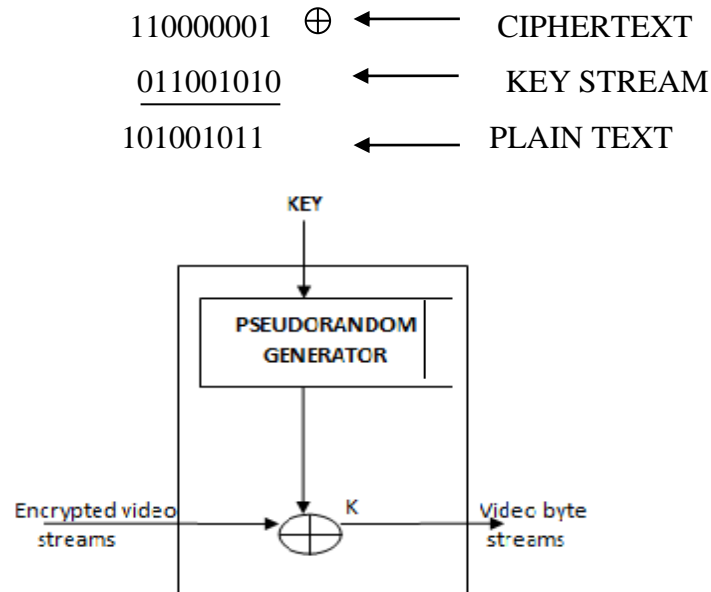 110000001 ⊕ CIPHERTEXT
011001010 KEY STREAM
101001011 PLAIN TEXT
KEY
PSEUDORANDOM
GENERATOR
K
Encrypted video
streams
Video byte
streams